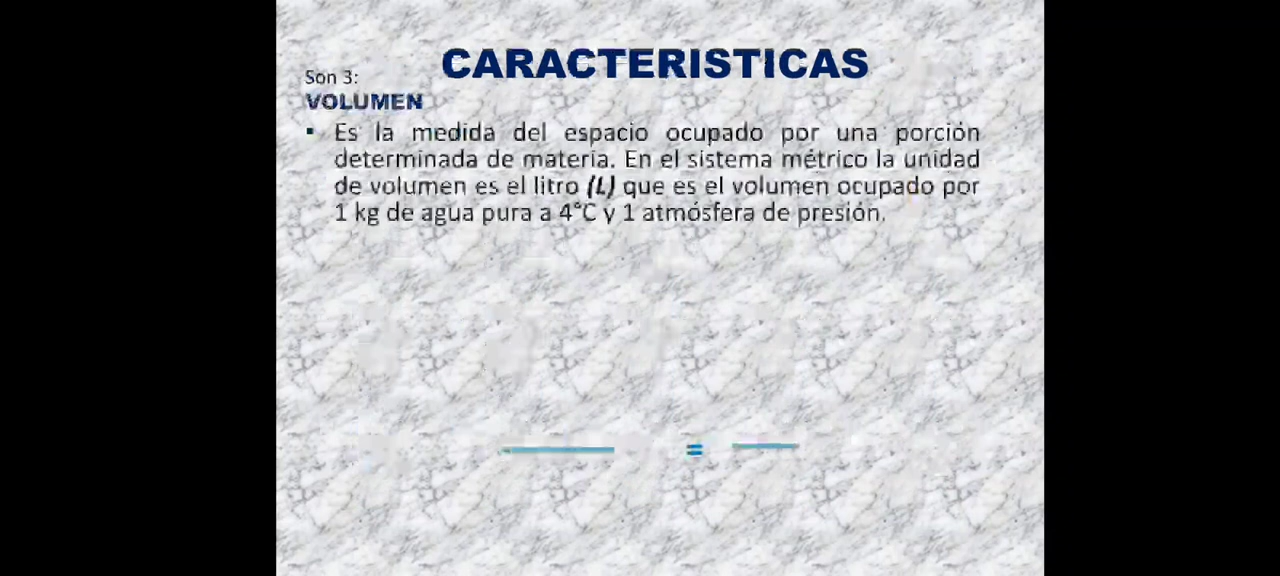 CARACTERISTICAS
Son 3:
VOLUMEN
▪ Es la medida del espacio ocupado por una porción
determinada de materia. En el sistema métrico la unidad
de volumen es el litro (L) que es el volumen ocupado por
1 kg de agua pura a 4°C y 1 atmósfera de presión.
=